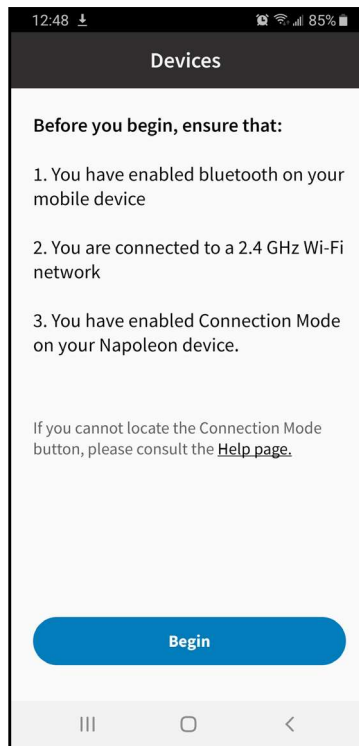 12:48
85%
Devices
Before you begin, ensure that:
1. You have enabled bluetooth on your
mobile device
2. You are connected to a 2.4 GHz Wi-Fi
network
3. You have enabled Connection Mode
on your Napoleon device.
If you cannot locate the Connection Mode
button, please consult the Help page.
Begin